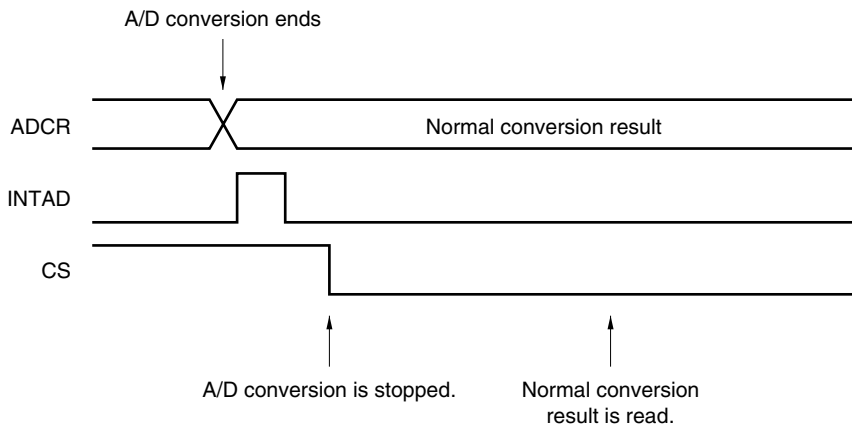 A/D conversion ends
ADCR
Normal conversion result
INTAD
CS
A/D conversion is stopped.
Normal conversion
result is read.